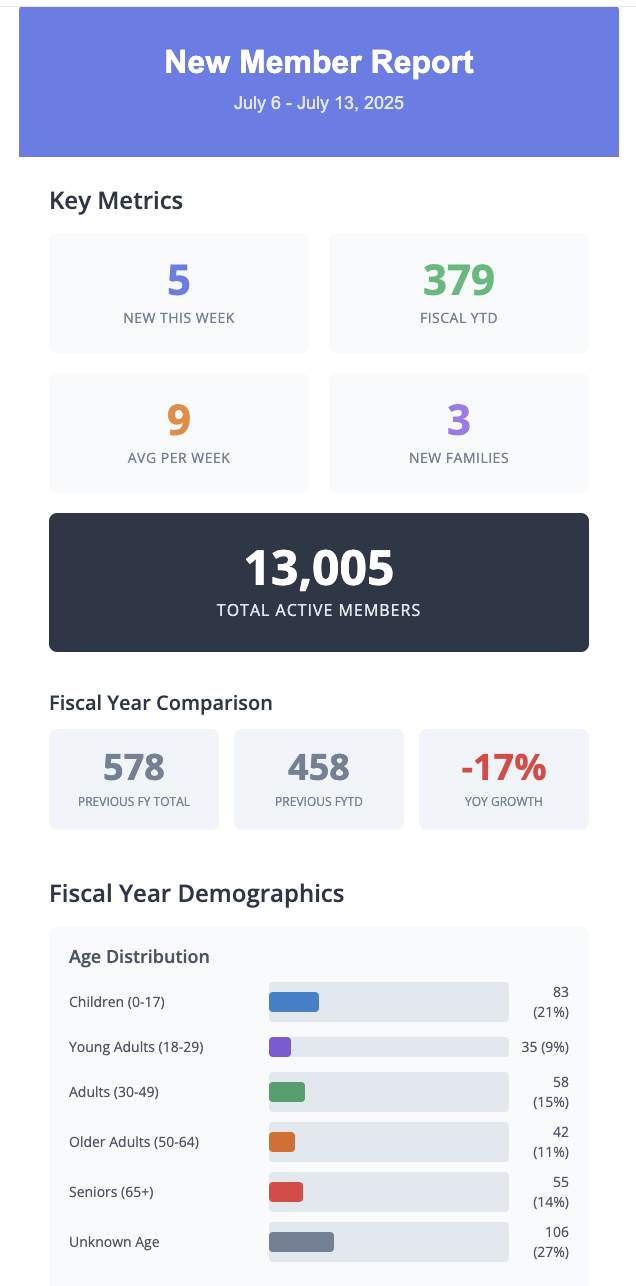 New Member Report
July 6 - July 13, 2025
Key Metrics
5
NEW THIS WEEK
379
FISCAL YTD
9
AVG PER WEEK
3
NEW FAMILIES
13,005
TOTAL ACTIVE MEMBERS
Fiscal Year Comparison
578
PREVIOUS FY TOTAL
458
PREVIOUS FYTD
-17%
YOY GROWTH
Fiscal Year Demographics
Age Distribution
Children (0-17)
83
(21%)
Young Adults (18-29)
35 (9%)
Adults (30-49)
58
(15%)
Older Adults (50-64)
42
(11%)
Seniors (65+)
55
(14%)
Unknown Age
106
(27%)